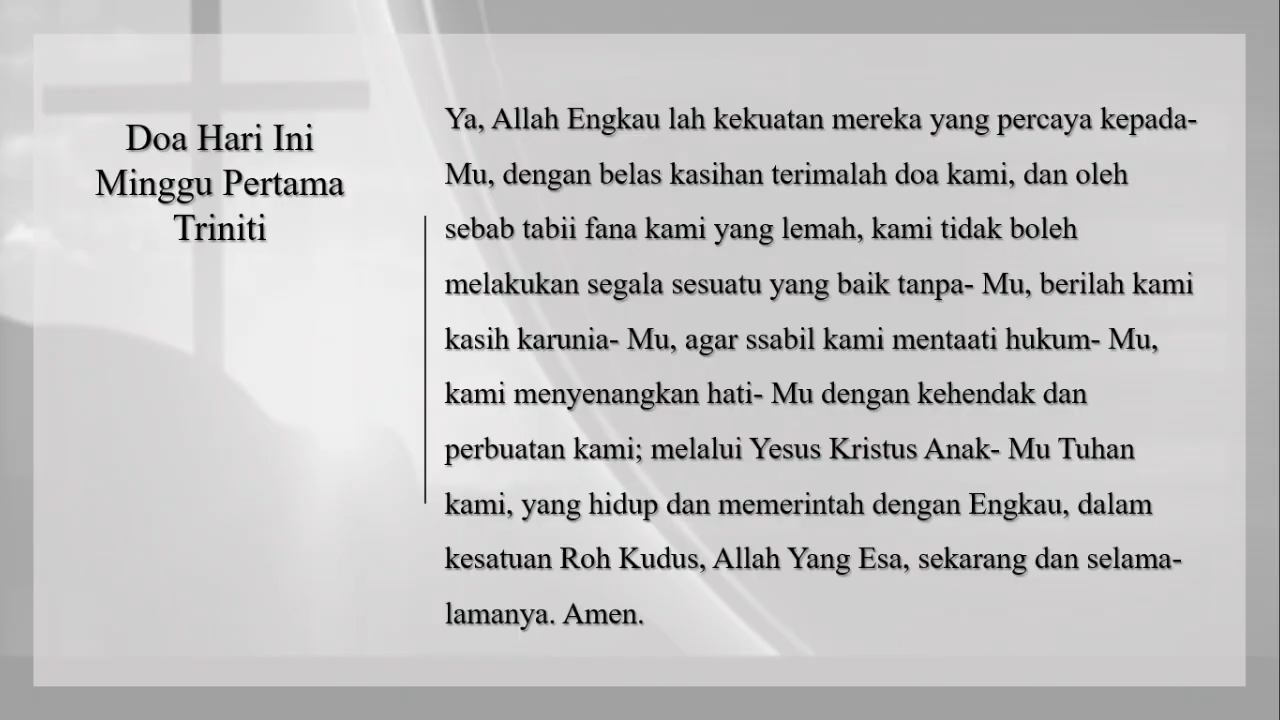 Doa Hari Ini
Minggu Pertama
Triniti
Ya, Allah Engkau lah kekuatan mereka yang percaya kepada-
Mu, dengan belas kasihan terimalah doa kami, dan oleh
sebab tabii fana kami yang lemah, kami tidak boleh
melakukan segala sesuatu yang baik tanpa- Mu, berilah kami
kasih karunia- Mu, agar ssabil kami mentaati hukum- Mu,
kami menyenangkan hati- Mu dengan kehendak dan
perbuatan kami; melalui Yesus Kristus Anak- Mu Tuhan
kami, yang hidup dan memerintah dengan Engkau, dalam
kesatuan Roh Kudus, Allah Yang Esa, sekarang dan selama-
lamanya. Amen.